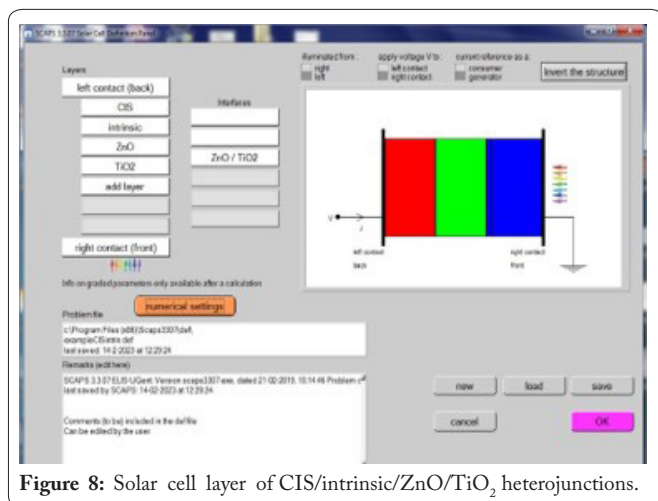 SCAPS 3.3.07 Solar Cell Definition Panel
Layers
left contact (back)
CIS
intrinsic
ZnO
TiO2
add layer
right contact (front)
Interfaces
ZnO / TiO2
illuminated from :
right
left
apply voltage V to :
left contact
right contact
current reference as a:
consumer
generator
Invert the structure
V
left contact
back
right contact
front
Info on graded parameters only available after a calculation
numerical settings
Problem file
c:\Program Files (x86)\Scaps3307\def\
exampleCISintrin.def
last saved: 14-2-2023 at 12:29:24
Remarks (edit here)
SCAPS 3.3.07 ELIS-UGent: Version scaps3307.exe, dated 21-02-2019, 18:14:46 Problem
last saved by SCAPS: 14-02-2023 at 12:29:24
Comments (to be) included in the def file
Can be edited by the user
new
load
save
cancel
OK
Figure 8: Solar cell layer of CIS/intrinsic/ZnO/TiO₂ heterojunctions.